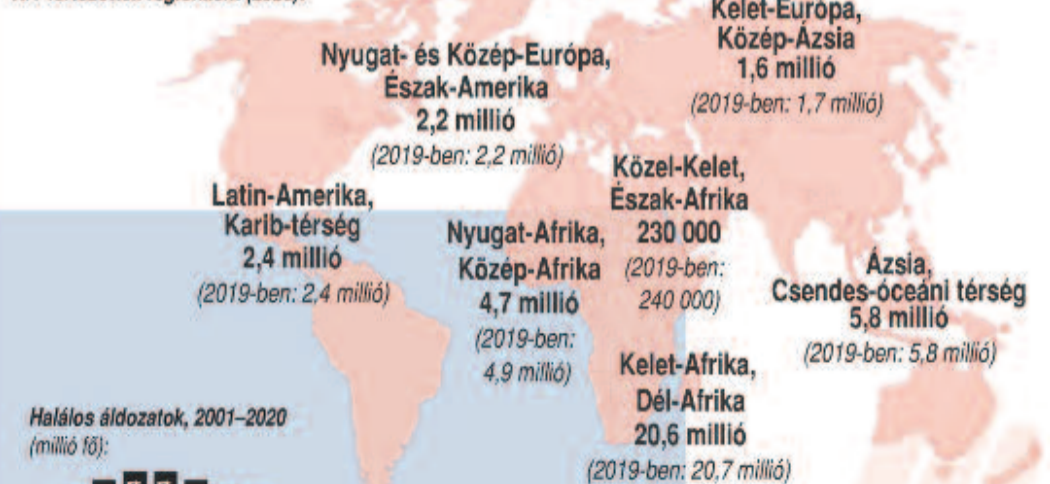 Kelet-Európa,
Közép-Ázsia
1,6 millió
(2019-ben: 1,7 millió)
Nyugat- és Közép-Európa,
Észak-Amerika
2,2 millió
(2019-ben: 2,2 millió)
Közel-Kelet,
Észak-Afrika
230 000
(2019-ben:
240 000)
Latin-Amerika,
Karib-térség
2,4 millió
(2019-ben: 2,4 millió)
Nyugat-Afrika,
Közép-Afrika
4,7 millió
(2019-ben:
4,9 millió)
Ázsia,
Csendes-óceáni térség
5,8 millió
(2019-ben: 5,8 millió)
Kelet-Afrika,
Dél-Afrika
20,6 millió
(2019-ben: 20,7 millió)
Halálos áldozatok, 2001–2020
(millió fő):